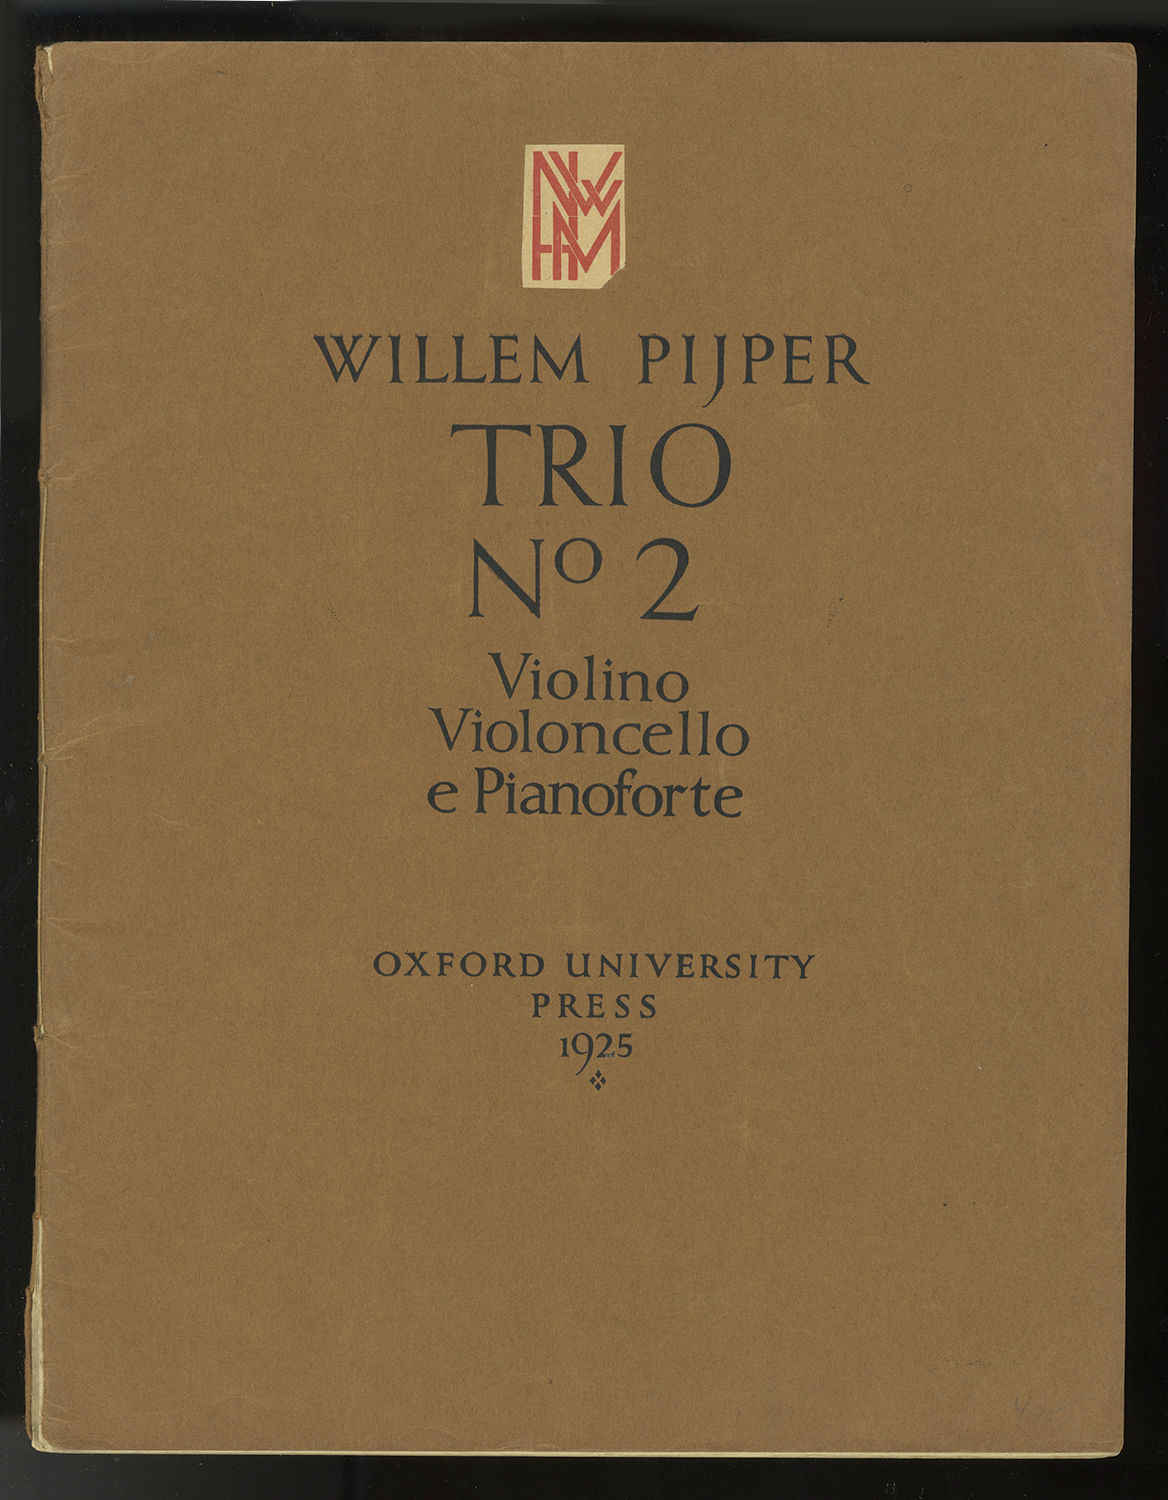 WILLEM PIJPER
TRIO
Nº 2
Violino
Violoncello
e Pianoforte
OXFORD UNIVERSITY
PRESS
1925